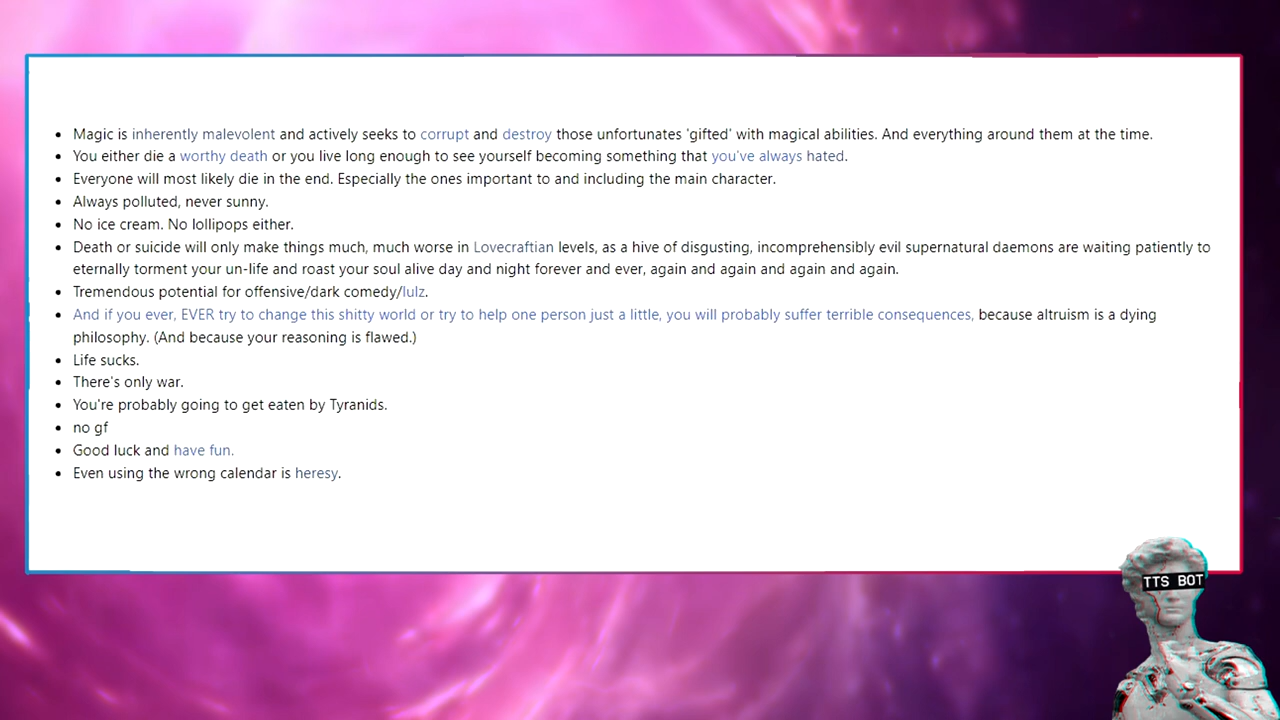 • Magic is inherently malevolent and actively seeks to corrupt and destroy those unfortunates 'gifted' with magical abilities. And everything around them at the time.
• You either die a worthy death or you live long enough to see yourself becoming something that you've always hated.
• Everyone will most likely die in the end. Especially the ones important to and including the main character.
• Always polluted, never sunny.
• No ice cream. No lollipops either.
• Death or suicide will only make things much, much worse in Lovecraftian levels, as a hive of disgusting, incomprehensibly evil supernatural daemons are waiting patiently to
eternally torment your un-life and roast your soul alive day and night forever and ever, again and again and again and again.
• Tremendous potential for offensive/dark comedy/lulz.
• And if you ever, EVER try to change this shitty world or try to help one person just a little, you will probably suffer terrible consequences, because altruism is a dying
philosophy. (And because your reasoning is flawed.)
• Life sucks.
• There's only war.
• You're probably going to get eaten by Tyranids.
• no gf
• Good luck and have fun.
• Even using the wrong calendar is heresy.
TTS BOT